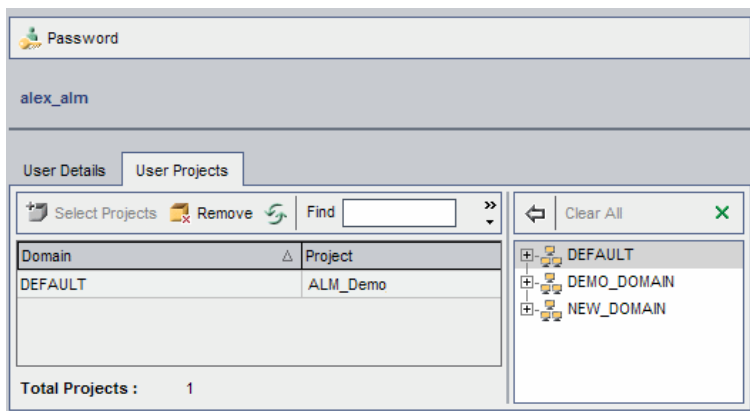 Password
alex_alm
User Details User Projects
Select Projects Remove Find Clear All
Domain Project
DEFAULT ALM_Demo
DEFAULT
DEMO_DOMAIN
NEW_DOMAIN
Total Projects : 1